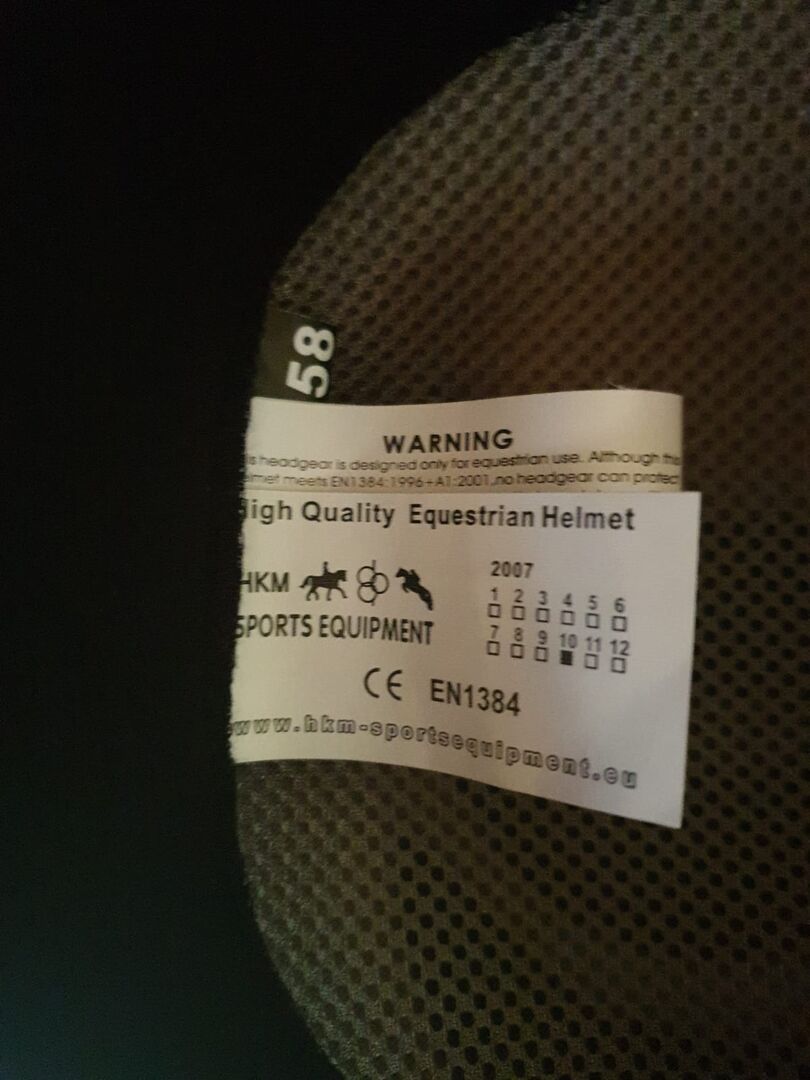 58
WARNING
is headgear is designed only for equestrian use. Although this
elmet meets EN1384:1996+A1:2001 ,no headgear can protect
High Quality Equestrian Helmet
HKM
SPORTS EQUIPMENT
2007
1 2 3 4 5 6
7 8 9 10 11 12
CE EN1384
www.hkm-sportsequipment.eu